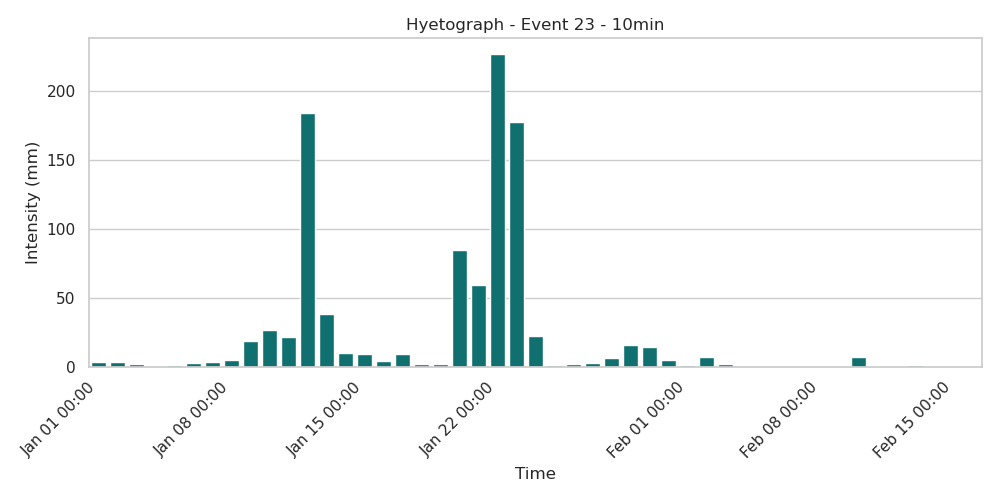 Hyetograph - Event 23 - 10min
Intensity (mm)
200
150
100
50
0
Jan 01 00:00
Jan 08 00:00
Jan 15 00:00
Jan 22 00:00
Feb 01 00:00
Feb 08 00:00
Feb 15 00:00
Time